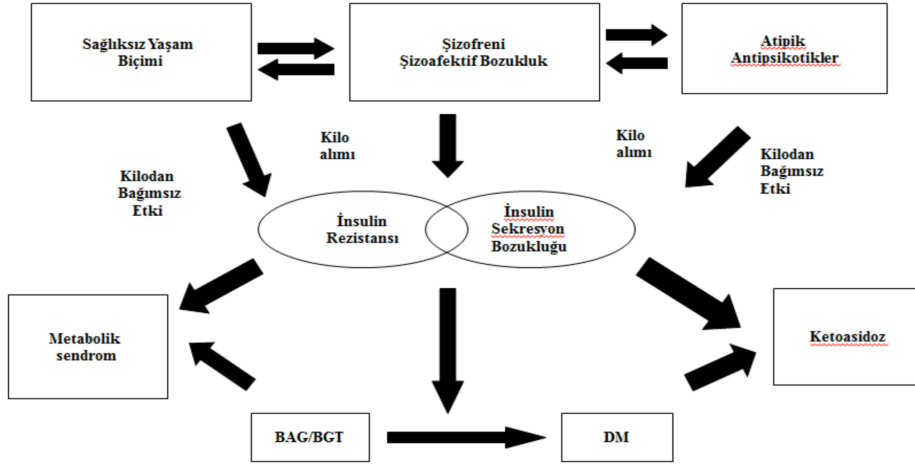 Sağlıksız Yaşam
Biçimi
Şizofreni
Şizoafektif Bozukluk
Atipik
Antipsikotikler
Kilodan
Bağımsız
Etki
Kilo
alımı
Kilo
alımı
Kilodan
Bağımsız
Etki
İnsulin
Rezistansı
İnsulin
Sekresyon
Bozukluğu
Metabolik
sendrom
Ketoasidoz
BAG/BGT
DM